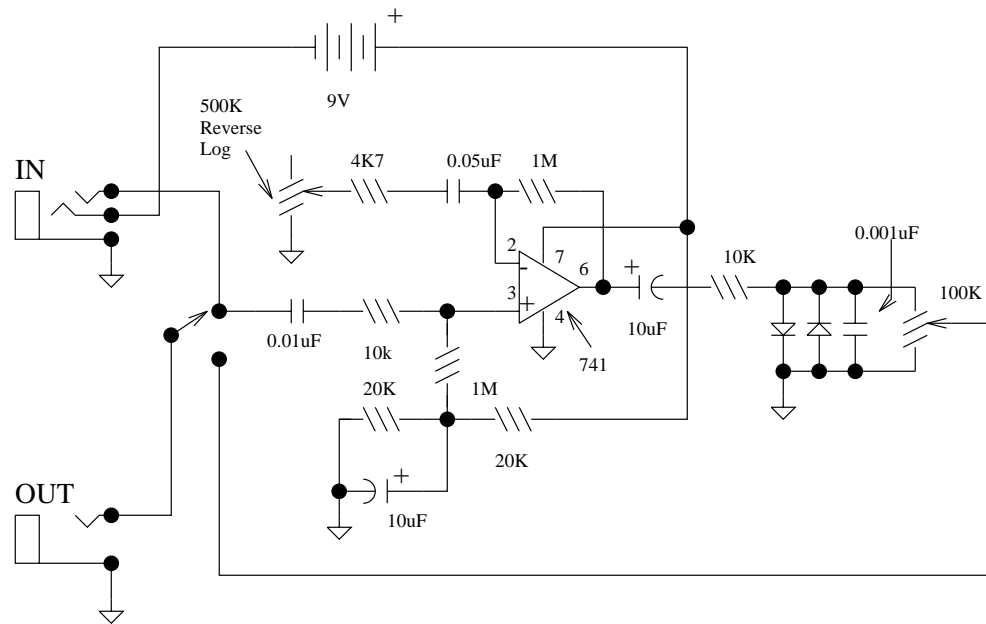 +
9V
500K
Reverse
Log
4K7
0.05uF
1M
IN
2
7
6
-
3
+
4
+
10K
0.001uF
100K
0.01uF
10k
10uF
741
20K
1M
20K
+
10uF
OUT